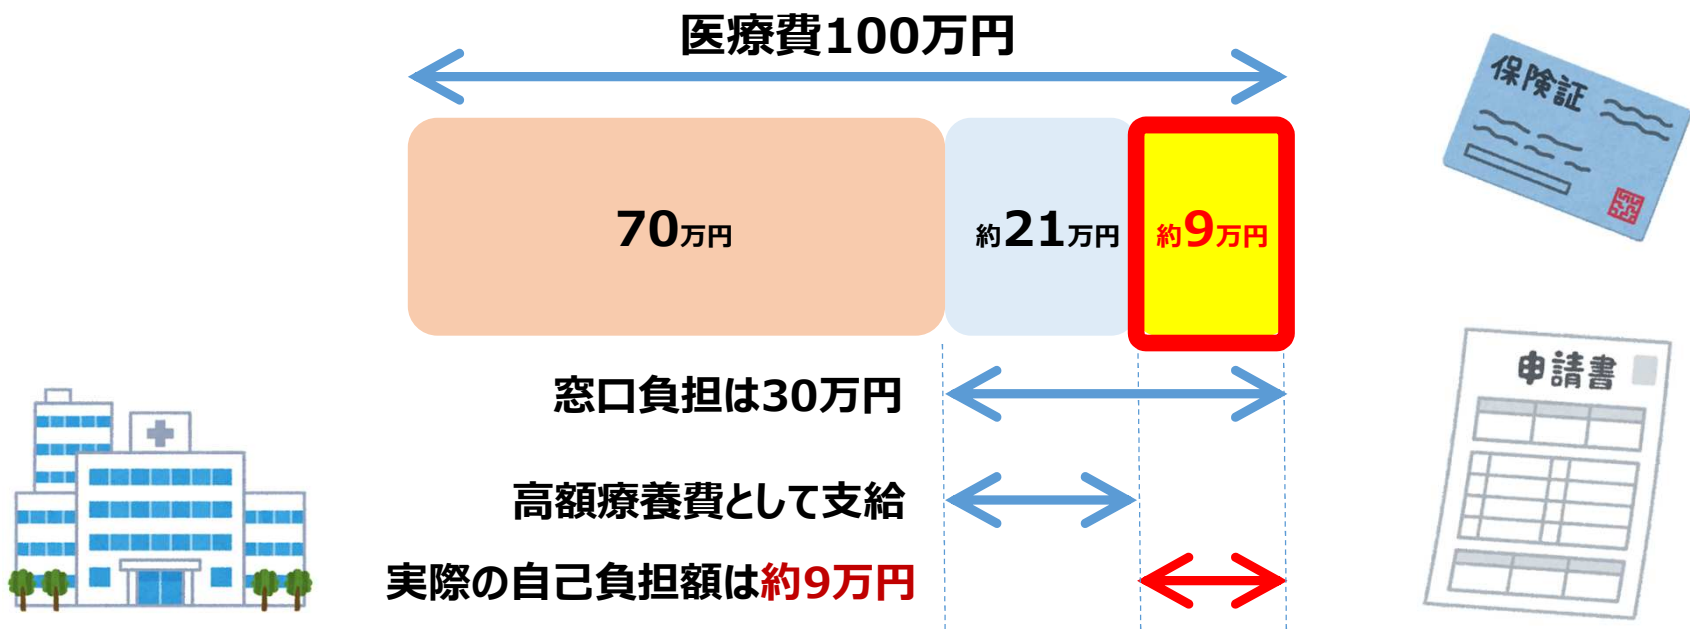 医療費100万円
保険証
70万円
約21万円
約9万円
申請書
窓口負担は30万円
高額療養費として支給
実際の自己負担額は約9万円